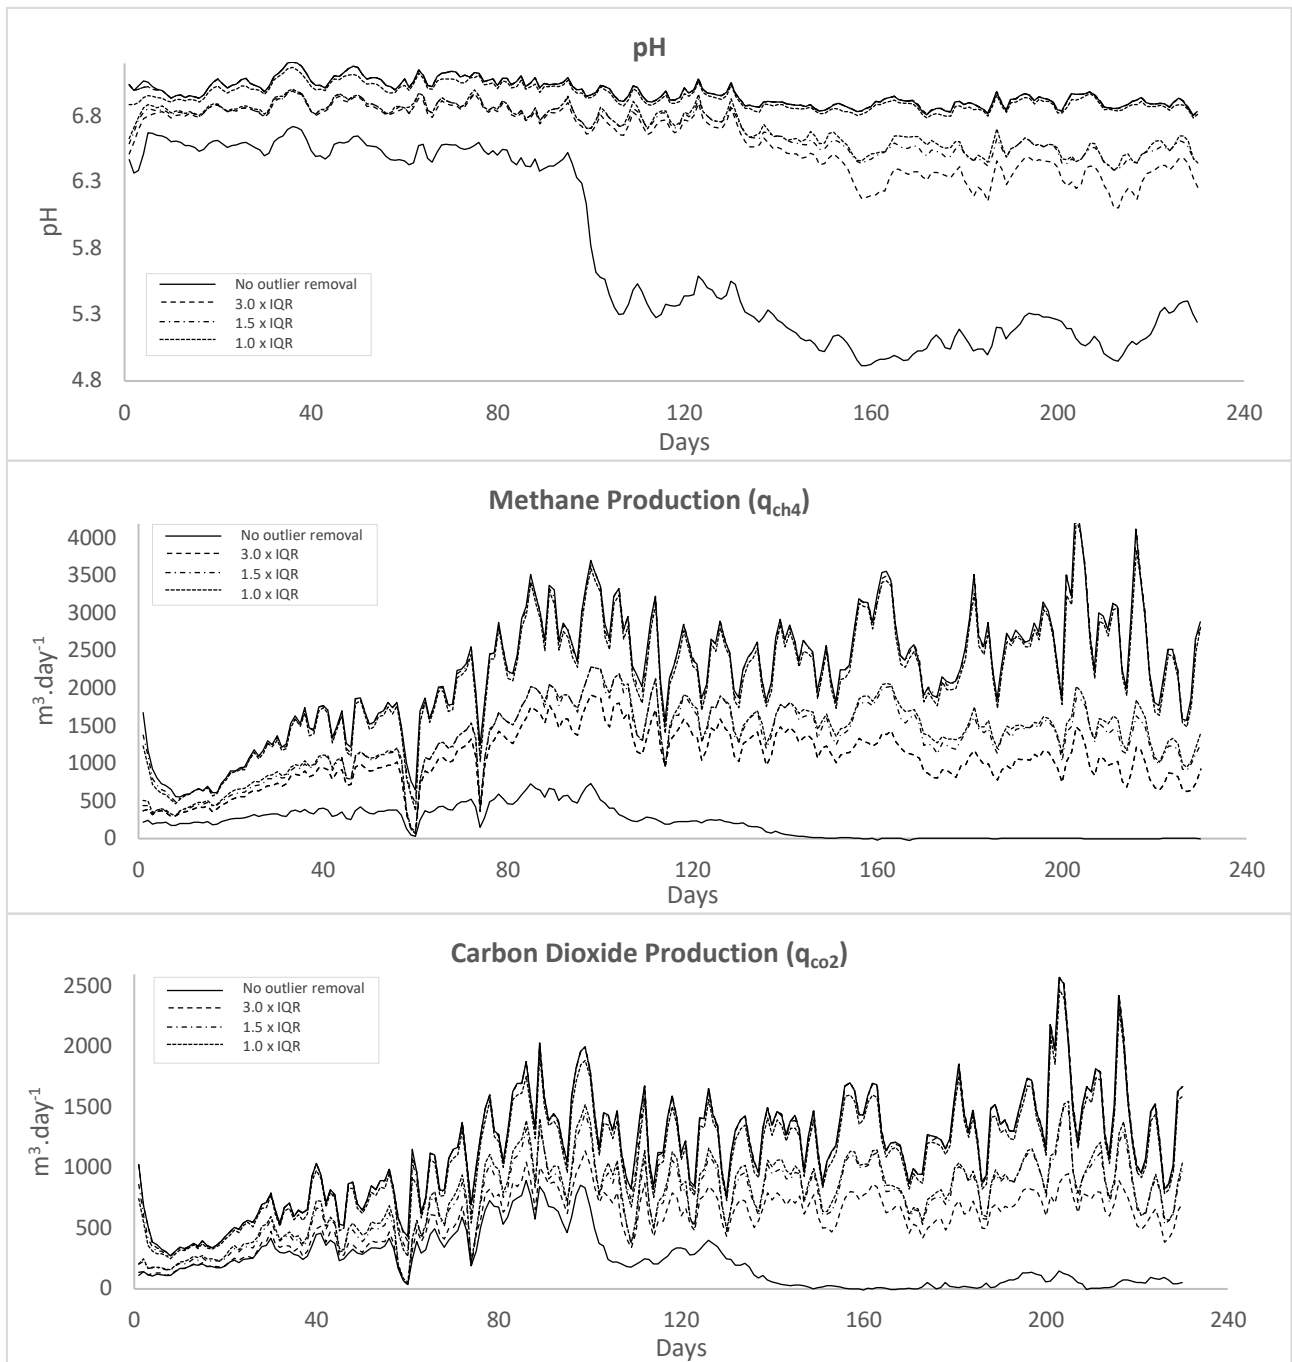 pH
6.8
6.3
5.8
5.3
4.8
pH
No outlier removal
3.0 x IQR
1.5 x IQR
1.0 x IQR
0 40 80 120 160 200 240
Days
Methane Production (qch4)
4000
3500
3000
2500
2000
1500
1000
500
0
m³.day⁻¹
No outlier removal
3.0 x IQR
1.5 x IQR
1.0 x IQR
0 40 80 120 160 200 240
Days
Carbon Dioxide Production (qco2)
2500
2000
1500
1000
500
0
m³.day⁻¹
No outlier removal
3.0 x IQR
1.5 x IQR
1.0 x IQR
0 40 80 120 160 200 240
Days